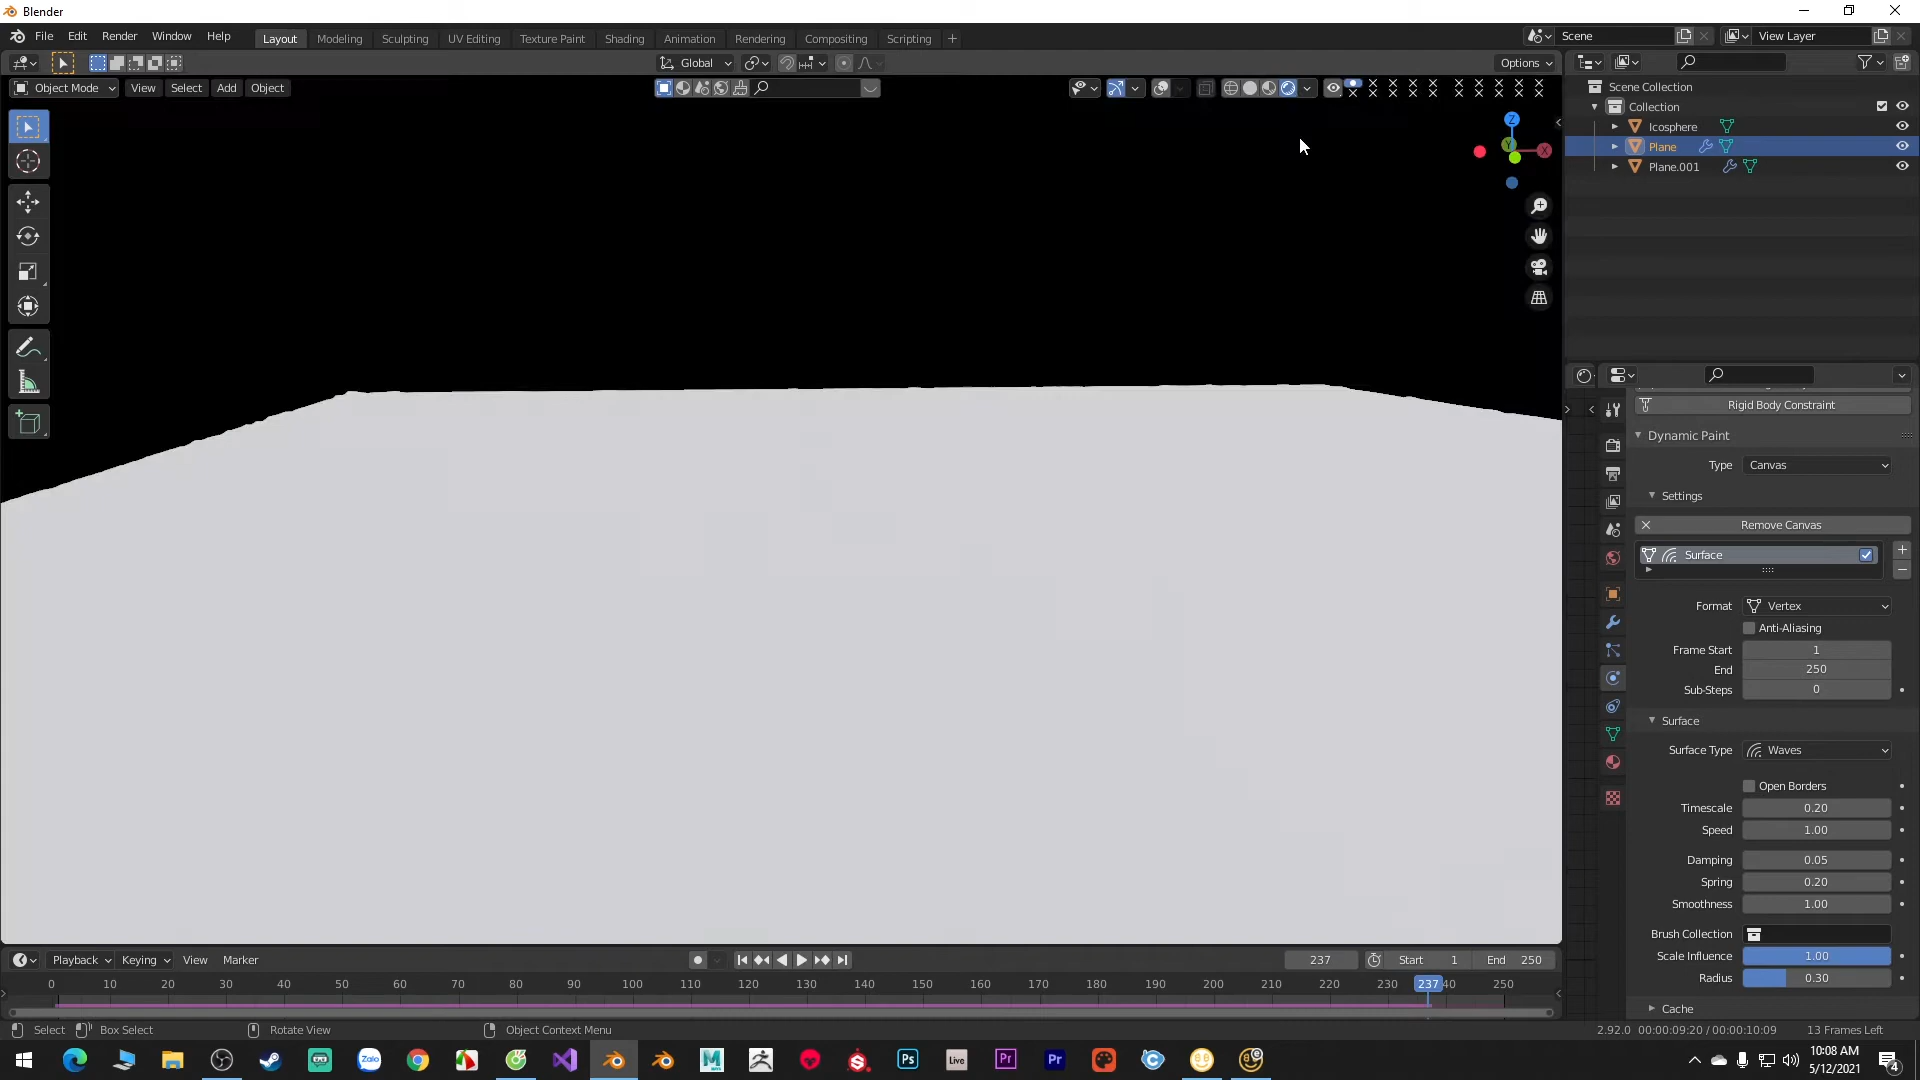 Blender
File Edit Render Window Help
Layout Modeling Sculpting UV Editing Texture Paint Shading Animation Rendering Compositing Scripting +
Scene
View Layer
Global
Options
Object Mode View Select Add Object
Z
Y
X
Scene Collection
Collection
Icosphere
Plane
Plane.001
Rigid Body Constraint
Dynamic Paint
Type Canvas
Settings
Remove Canvas
Surface
Format Vertex
Anti-Aliasing
Frame Start 1
End 250
Sub-Steps 0
Surface
Surface Type Waves
Open Borders
Timescale 0.20
Speed 1.00
Damping 0.05
Spring 0.20
Smoothness 1.00
Brush Collection
Scale Influence 1.00
Radius 0.30
Cache
Playback Keying View Marker
237 Start 1 End 250
0 10 20 30 40 50 60 70 80 90 100 110 120 130 140 150 160 170 180 190 200 210 220 230 237 40 250
Select Box Select Rotate View Object Context Menu
2.92.0 00:00:09:20 / 00:00:10:09 13 Frames Left
Zalo
Ps
Live
Pr
Pr
10:08 AM
5/12/2021
4